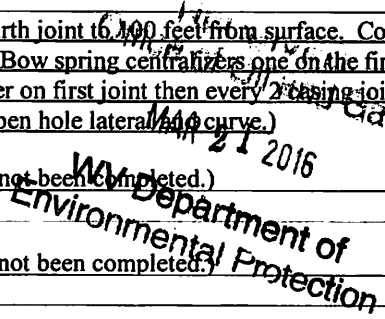 rth joint to 100 feet from surface. Co
Bow spring centralizers one on the fir
er on first joint then every 2 casing joi
pen hole lateral and curve.)
MAR 21 2016
not been completed.)
WV Department of
Environmental Protection
not been completed.)